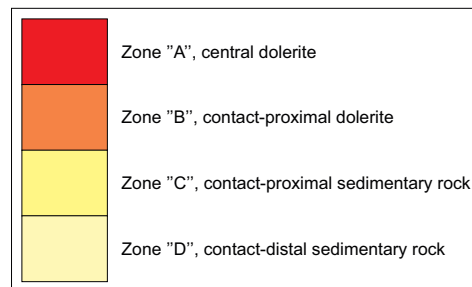 Zone ”A”, central dolerite
Zone ”B”, contact-proximal dolerite
Zone ”C”, contact-proximal sedimentary rock
Zone ”D”, contact-distal sedimentary rock